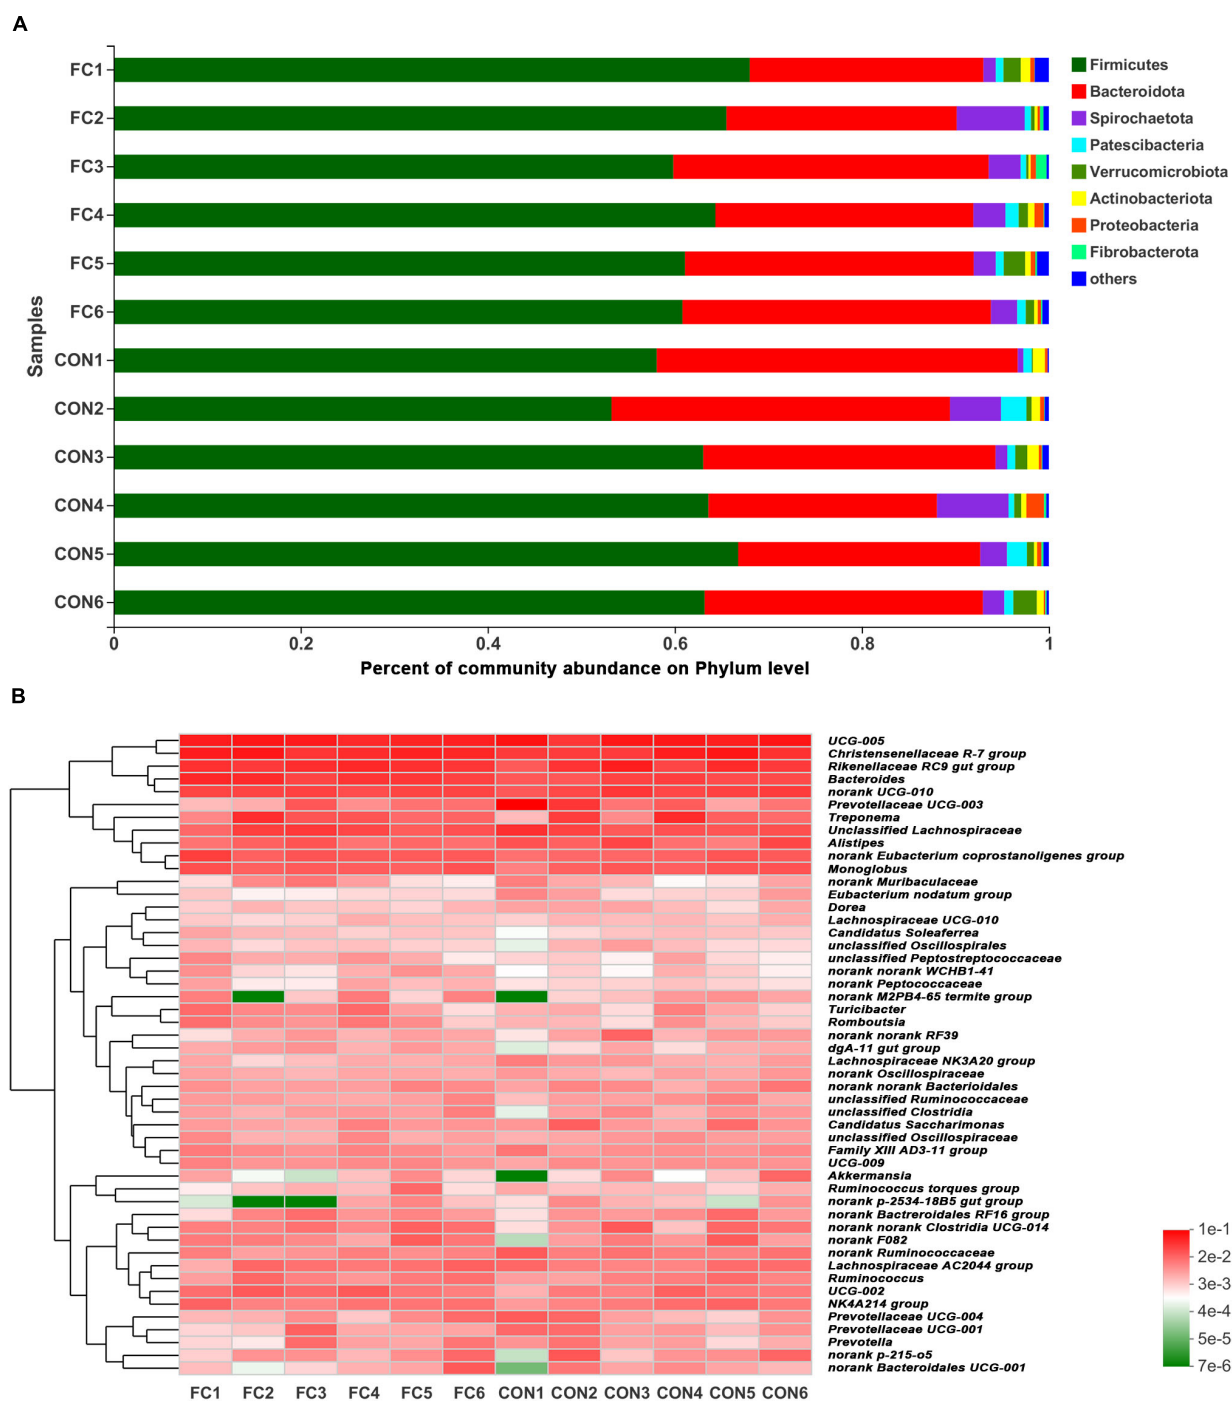 A
FC1
FC2
FC3
FC4
FC5
FC6
CON1
CON2
CON3
CON4
CON5
CON6
Samples
0 0.2 0.4 0.6 0.8 1
Percent of community abundance on Phylum level
Firmicutes
Bacteroidota
Spirochaetota
Patescibacteria
Verrucomicrobiota
Actinobacteriota
Proteobacteria
Fibrobacterota
others
B
UCG-005
Christensenellaceae R-7 group
Rikenellaceae RC9 gut group
Bacteroides
norank UCG-010
Prevotellaceae UCG-003
Treponema
Unclassified Lachnospiraceae
Alistipes
norank Eubacterium coprostanoligenes group
Monoglobus
norank Muribaculaceae
Eubacterium nodatum group
Dorea
Lachnospiraceae UCG-010
Candidatus Soleaferrea
unclassified Oscillospirales
unclassified Peptostreptococcaceae
norank norank WCHB1-41
norank Peptococcaceae
norank M2PB4-65 termite group
Turicibacter
Romboutsia
norank norank RF39
dgA-11 gut group
Lachnospiraceae NK3A20 group
norank Oscillospiraceae
norank norank Bacterioidales
unclassified Ruminococcaceae
unclassified Clostridia
Candidatus Saccharimonas
unclassified Oscillospiraceae
Family XIII AD3-11 group
UCG-009
Akkermansia
Ruminococcus torques group
norank p-2534-18B5 gut group
norank Bactreroidales RF16 group
norank norank Clostridia UCG-014
norank F082
norank Ruminococcaceae
Lachnospiraceae AC2044 group
Ruminococcus
UCG-002
NK4A214 group
Prevotellaceae UCG-004
Prevotellaceae UCG-001
Prevotella
norank p-215-o5
norank Bacteroidales UCG-001
FC1 FC2 FC3 FC4 FC5 FC6 CON1 CON2 CON3 CON4 CON5 CON6
1e-1
2e-2
3e-3
4e-4
5e-5
7e-6